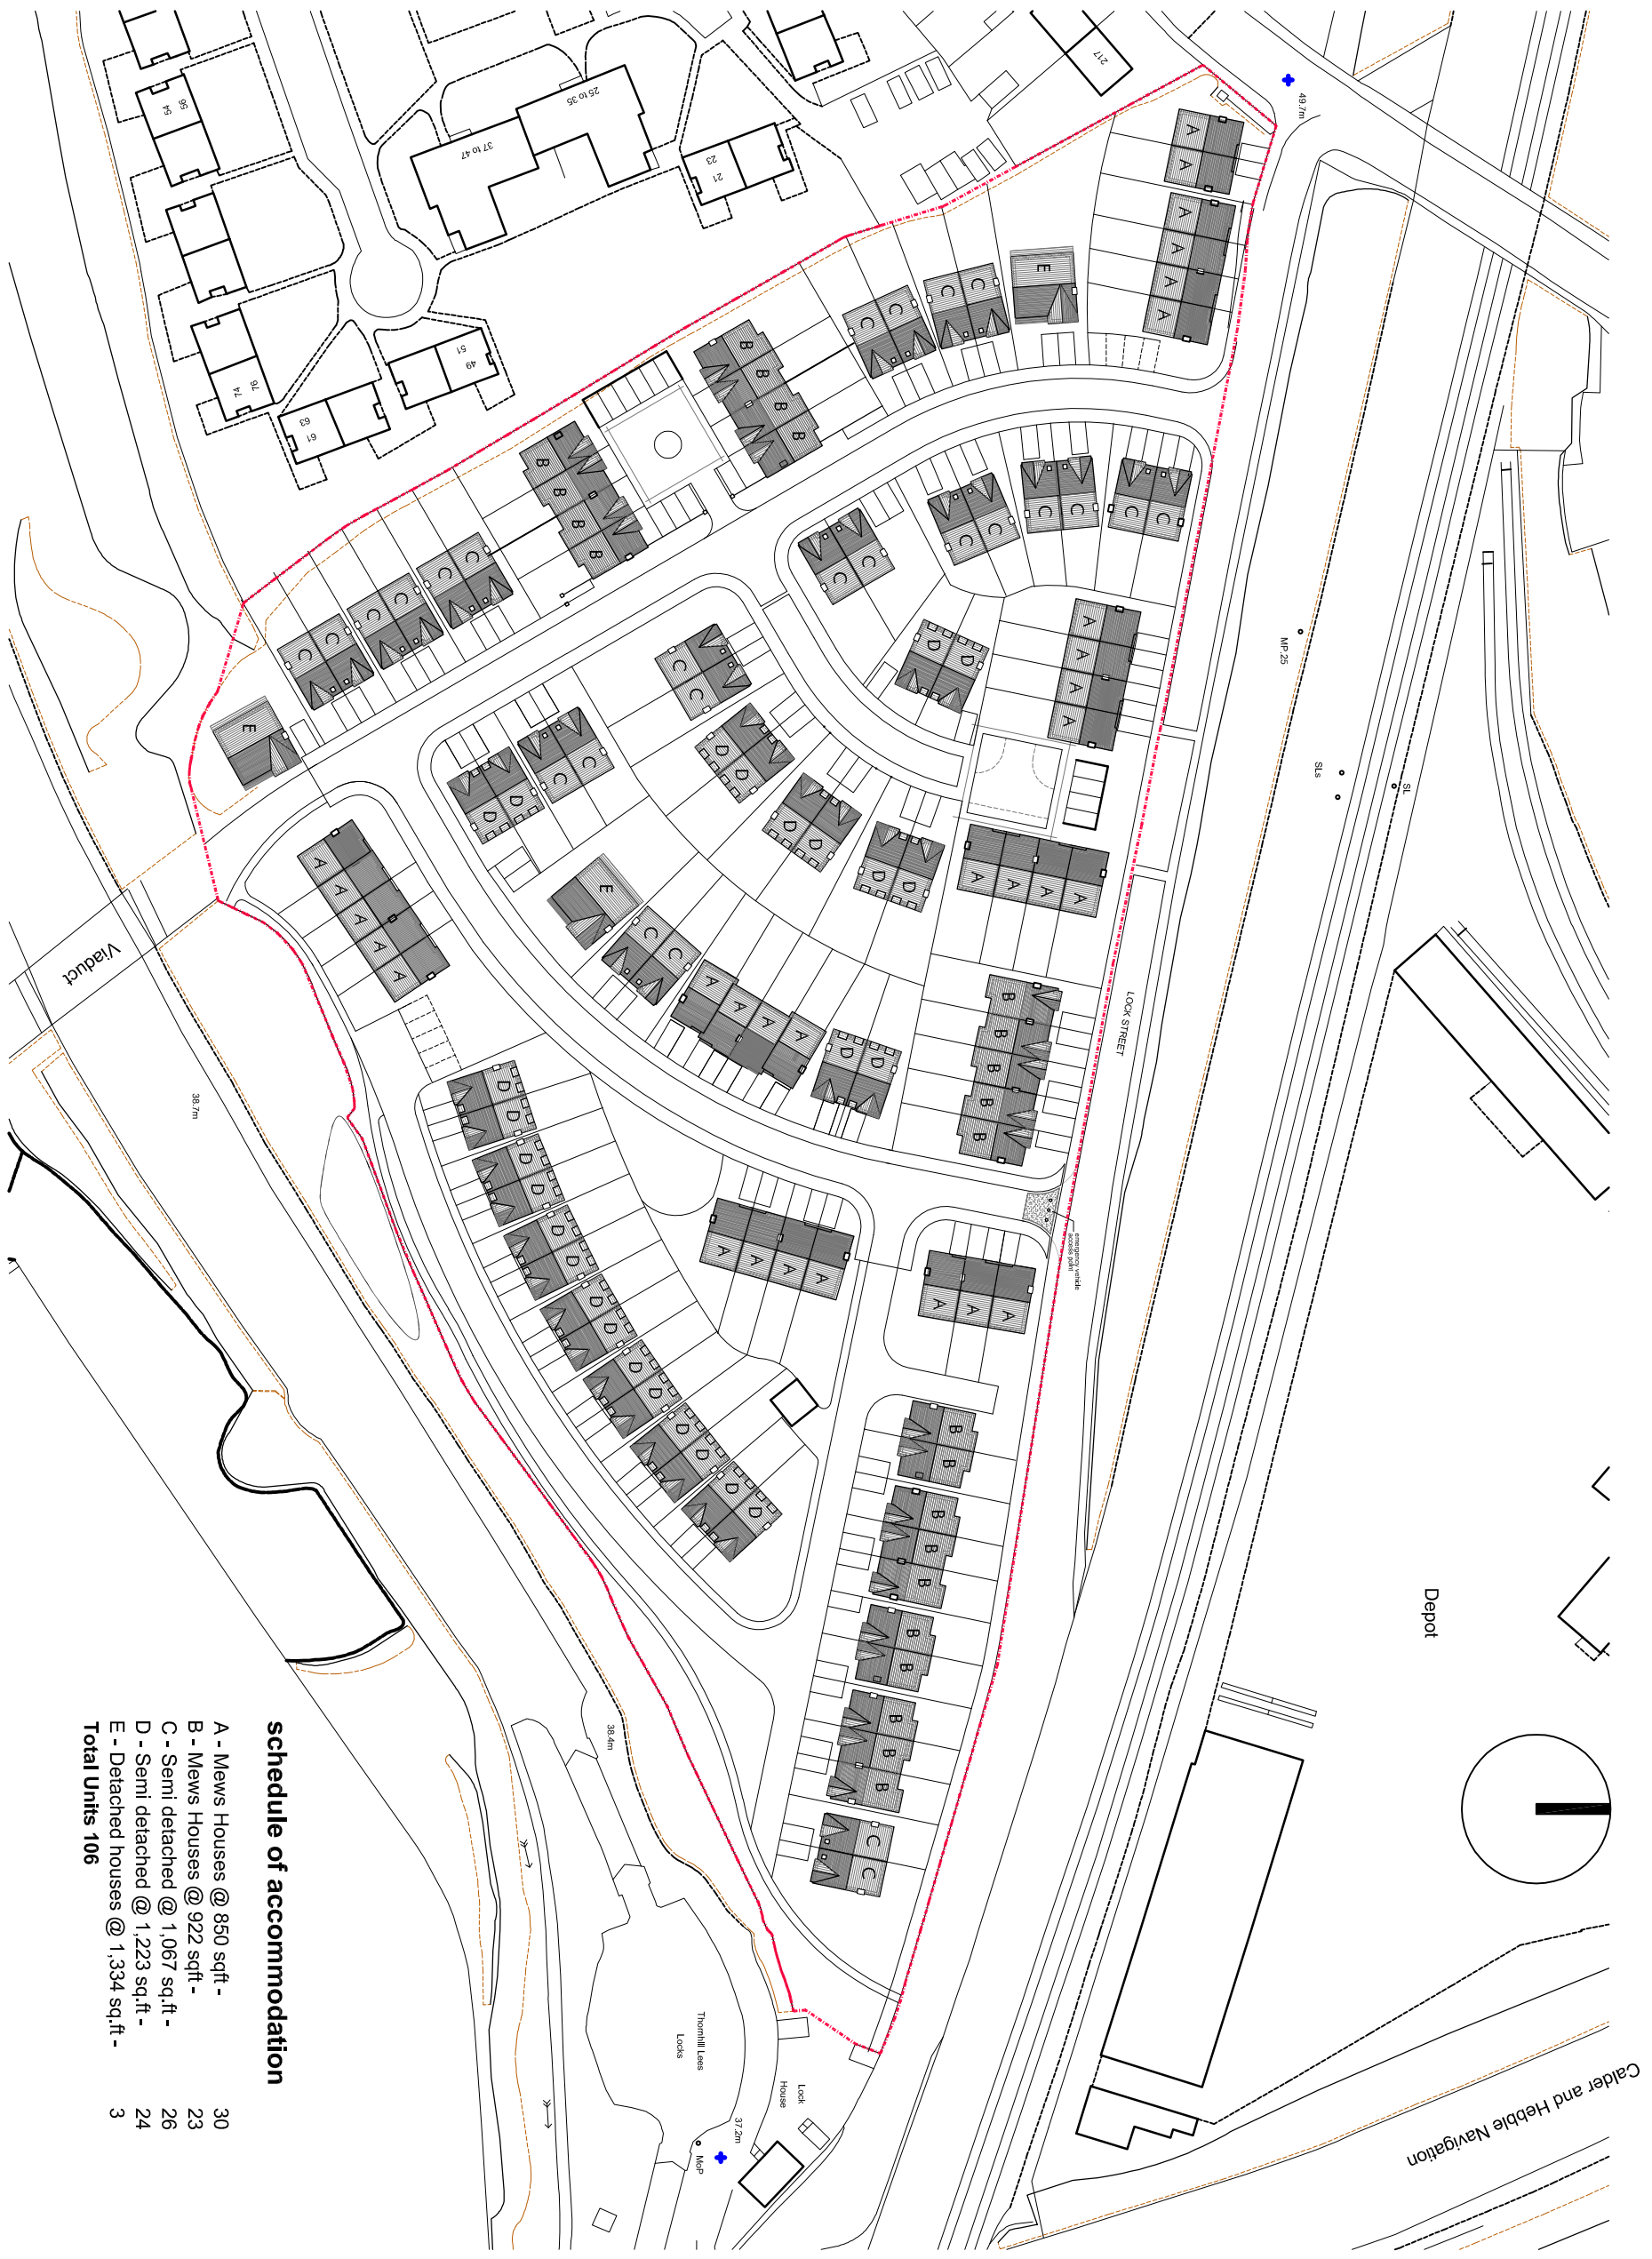 217
49.7m
25 to 35
37 to 47
56
54
23
21
51
49
76
74
63
61
A A
A A A A
E
C C
C C
B B B B
B B B B
C C
C C
C C
E
C C
C C
C C
C C
D D
A A A A
C C
D D
D D
D D
C C
D D
E
C C
A A A A
D D
A A A A
B B B B
A A A A A
D D
D D
D D
D D
D D
D D
D D
A A A A
A A A
B B
B B B
B B
B B B
C C
MP.25
SLs
SL
LOCK STREET
emergency vehicle
access point
Viaduct
38.7m
38.4m
Depot
Calder and Hebble Navigation
Thornhill Lees
Locks
Lock
House
37.2m
MoP
schedule of accommodation
A - Mews Houses @ 850 sqft - 30
B - Mews Houses @ 922 sqft - 23
C - Semi detached @ 1,067 sq.ft - 26
D - Semi detached @ 1,223 sq.ft - 24
E - Detached houses @ 1,334 sq.ft - 3
Total Units 106